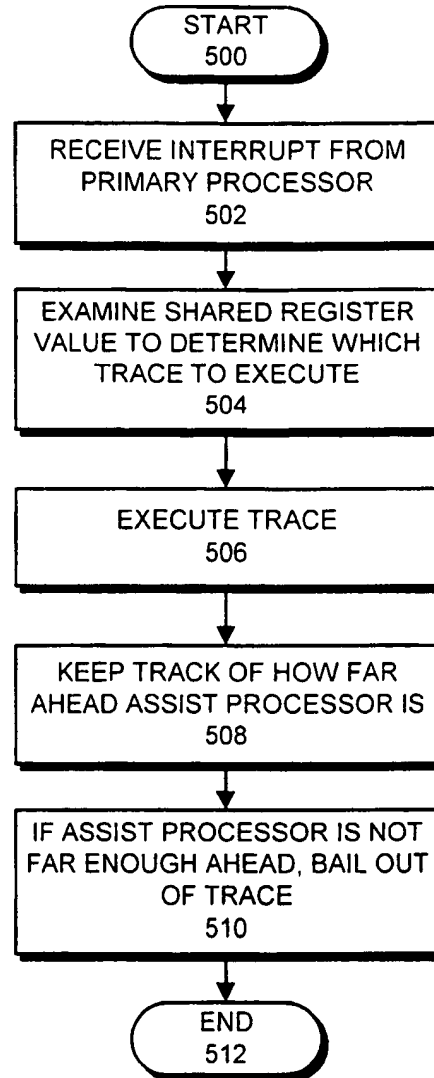 START
500
RECEIVE INTERRUPT FROM
PRIMARY PROCESSOR
502
EXAMINE SHARED REGISTER
VALUE TO DETERMINE WHICH
TRACE TO EXECUTE
504
EXECUTE TRACE
506
KEEP TRACK OF HOW FAR
AHEAD ASSIST PROCESSOR IS
508
IF ASSIST PROCESSOR IS NOT
FAR ENOUGH AHEAD, BAIL OUT
OF TRACE
510
END
512